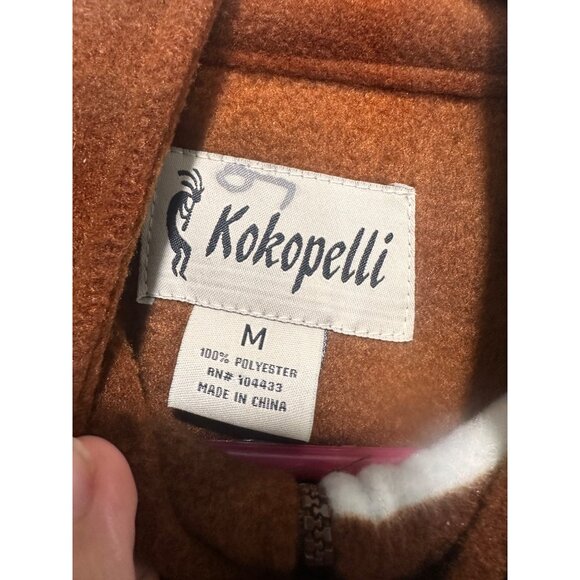 Kokopelli
M
100% POLYESTER
RN# 104433
MADE IN CHINA